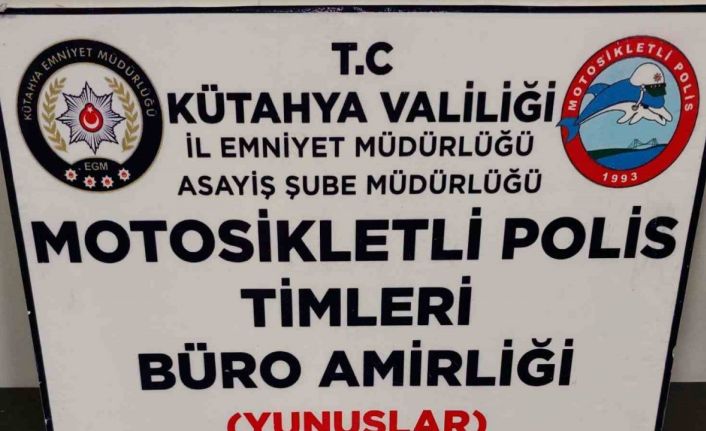 T.C
KÜTAHYA VALİLİĞİ
İL EMNİYET MÜDÜRLÜĞÜ
ASAYİŞ ŞUBE MÜDÜRLÜĞÜ
MOTOSİKLETLİ POLİS
TİMLERİ
BÜRO AMİRLİĞİ
(YUNUSLAR)
KÜTAHYA EMNİYET MÜDÜRLÜĞÜ
EGM
MOTOSİKLETLİ POLİS
1993